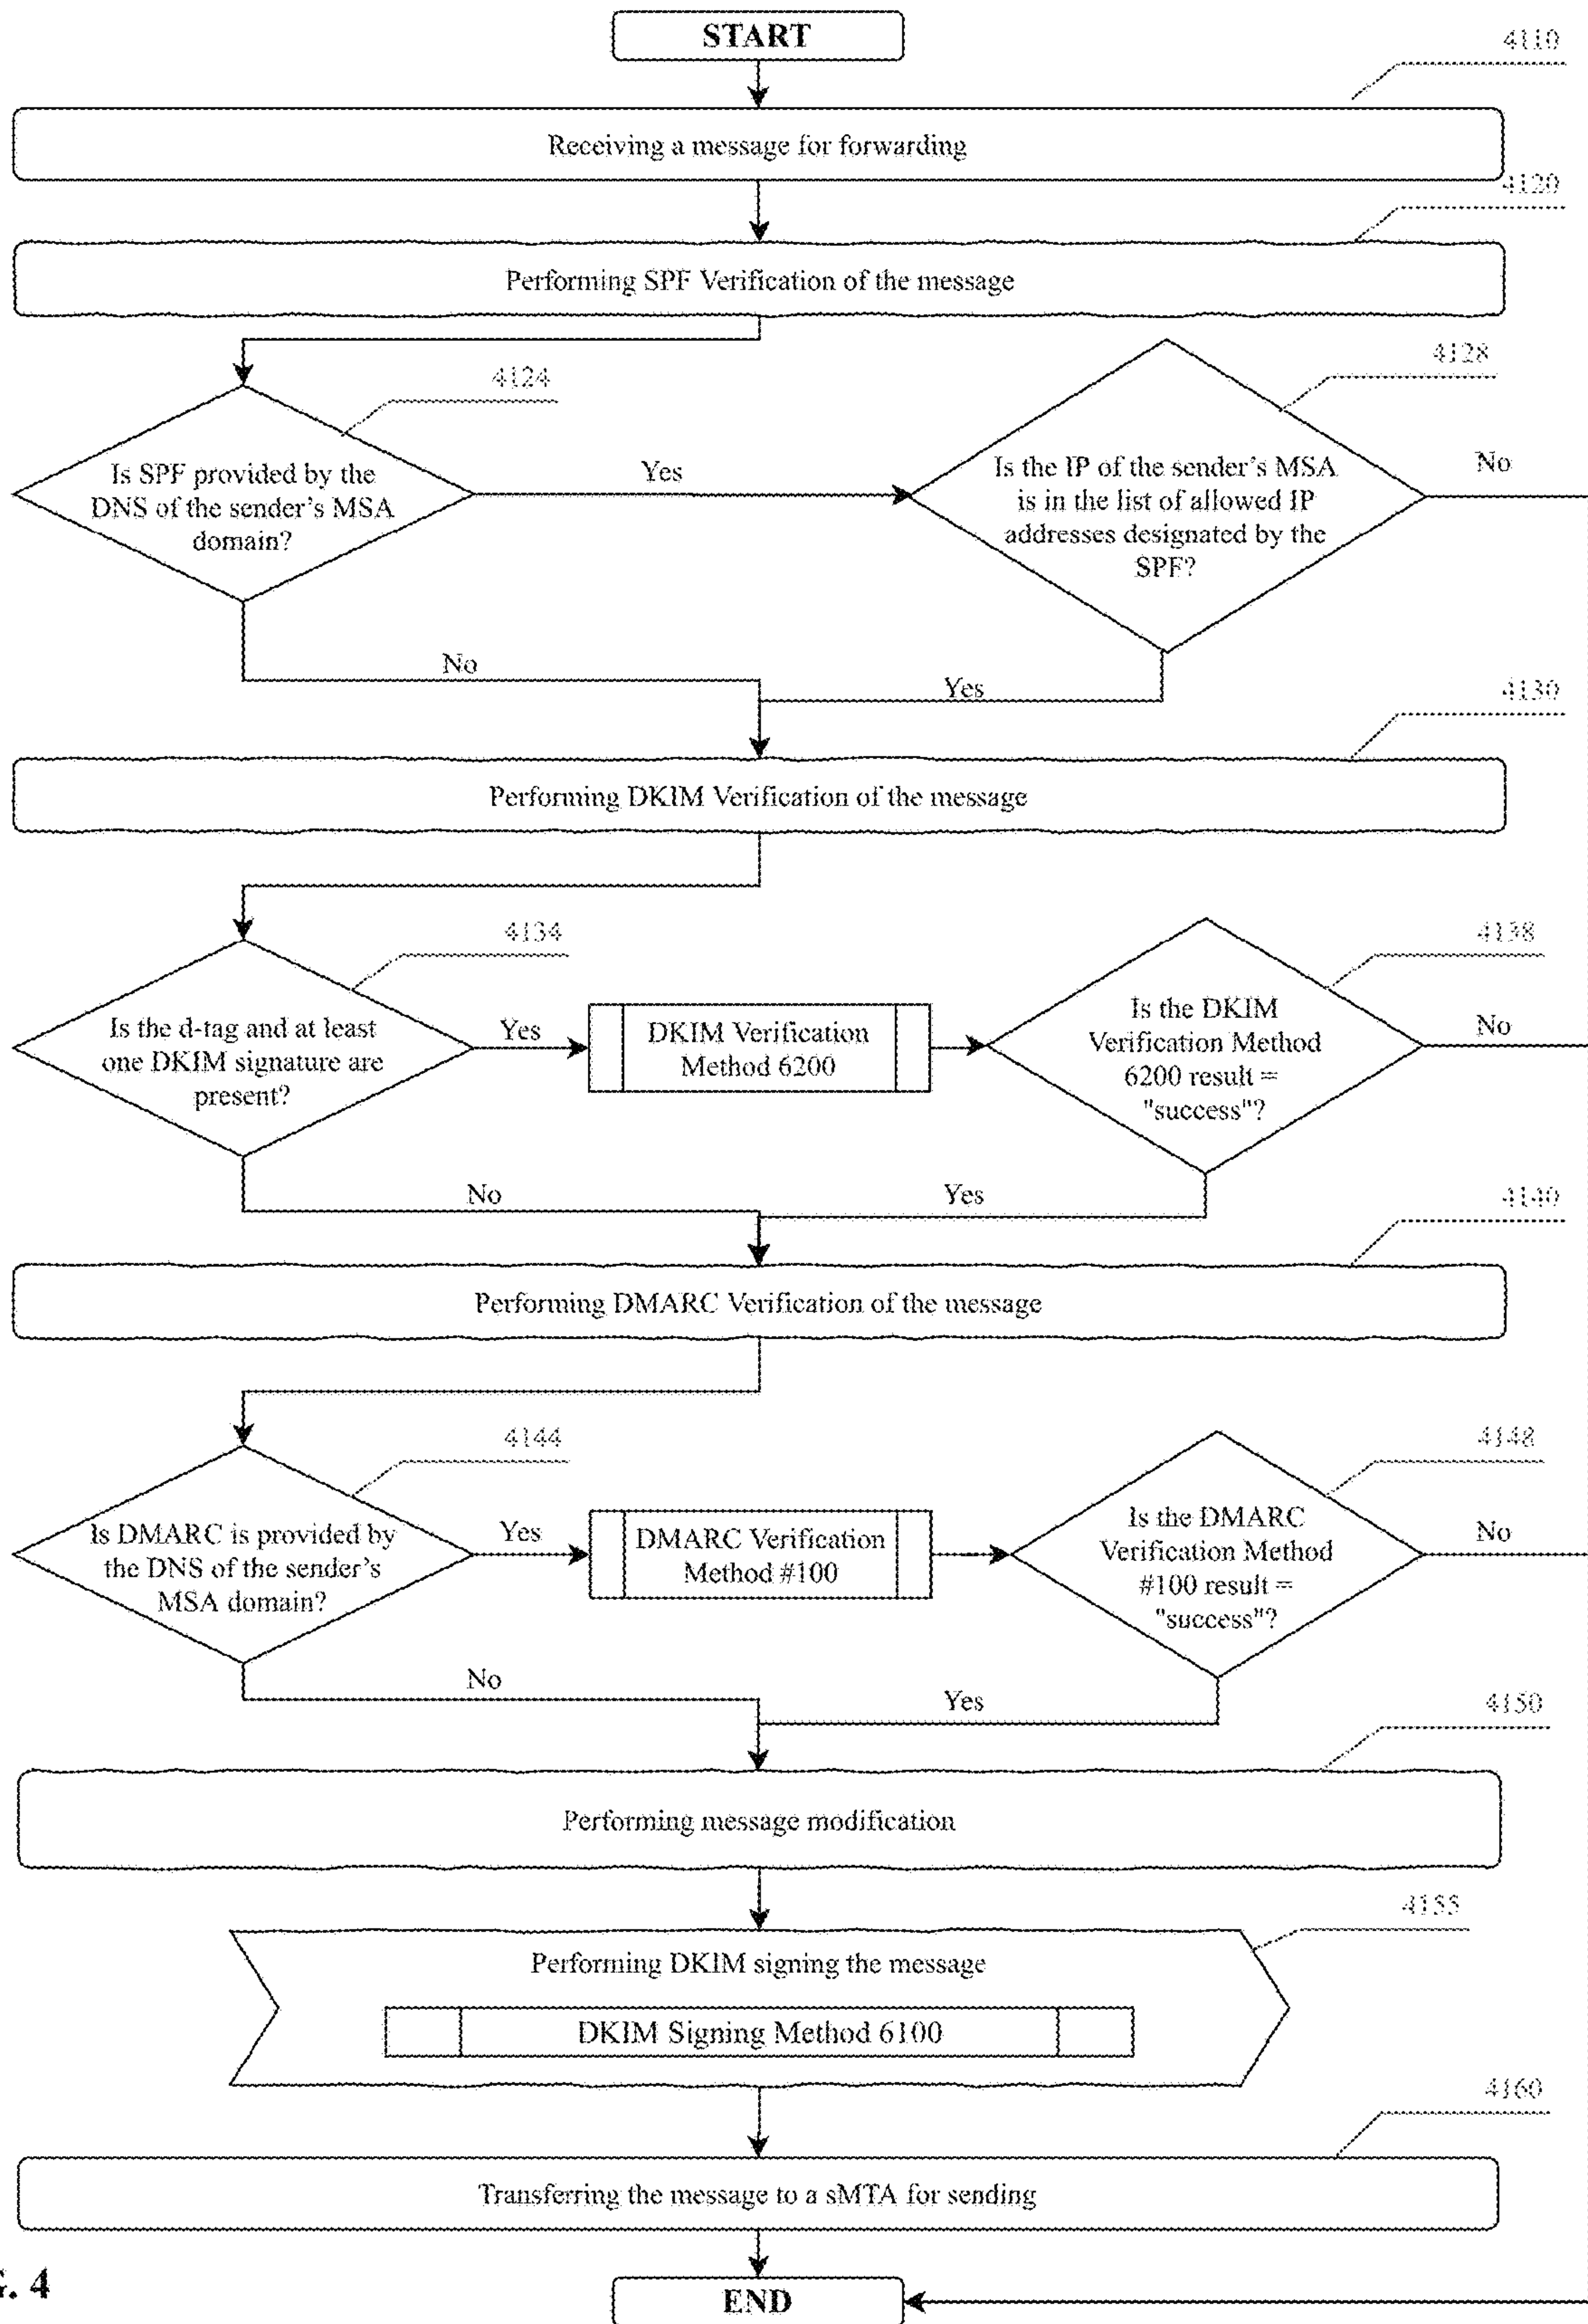 START
4110
Receiving a message for forwarding
4120
Performing SPF Verification of the message
4124
4128
Is SPF provided by the
DNS of the sender's MSA
domain?
Yes
Is the IP of the sender's MSA
is in the list of allowed IP
addresses designated by the
SPF?
No
No
Yes
4130
Performing DKIM Verification of the message
4134
4138
Is the d-tag and at least
one DKIM signature are
present?
Yes
DKIM Verification
Method 6200
Is the DKIM
Verification Method
6200 result =
"success"?
No
No
Yes
4140
Performing DMARC Verification of the message
4144
4148
Is DMARC is provided by
the DNS of the sender's
MSA domain?
Yes
DMARC Verification
Method #100
Is the DMARC
Verification Method
#100 result =
"success"?
No
No
Yes
4150
Performing message modification
4155
Performing DKIM signing the message
DKIM Signing Method 6100
4160
Transferring the message to a sMTA for sending
END
. 4